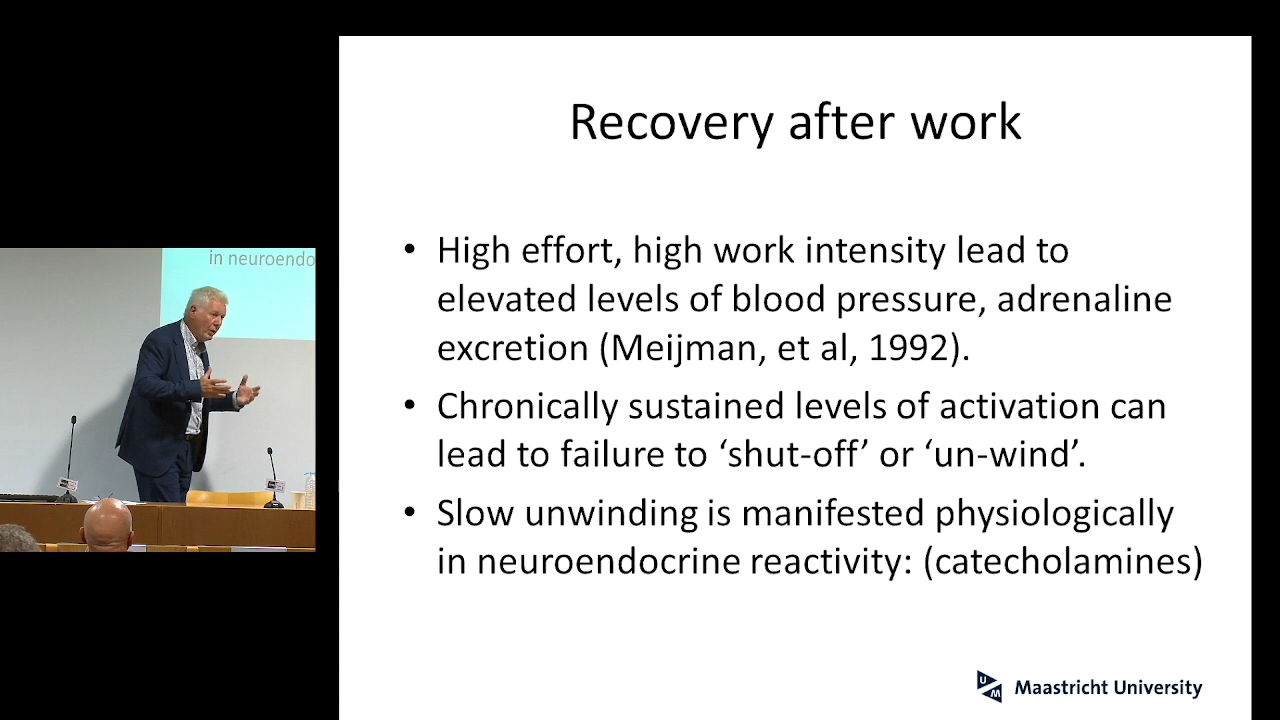 Recovery after work
• High effort, high work intensity lead to
elevated levels of blood pressure, adrenaline
excretion (Meijman, et al, 1992).
• Chronically sustained levels of activation can
lead to failure to ‘shut-off’ or ‘un-wind’.
• Slow unwinding is manifested physiologically
in neuroendocrine reactivity: (catecholamines)
in neuroendo
UM Maastricht University